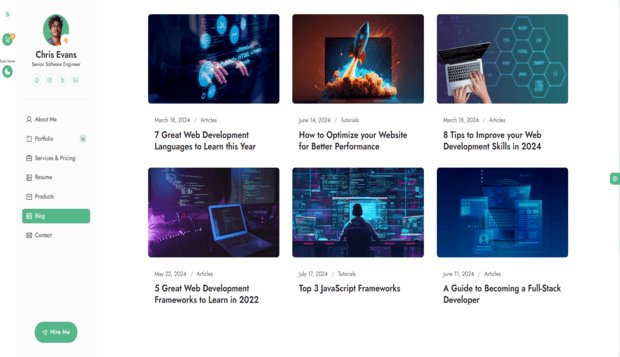 Chris Evans
Senior Software Engineer
Dark Mode
About Me
Portfolio
Services & Pricing
Resume
Products
Blog
Contact
Hire Me
March 18, 2024 / Articles
7 Great Web Development
Languages to Learn this Year
June 14, 2024 / Tutorials
How to Optimize your Website
for Better Performance
March 18, 2024 / Articles
8 Tips to Improve your Web
Development Skills in 2024
May 22, 2024 / Articles
5 Great Web Development
Frameworks to Learn in 2022
July 17, 2024 / Tutorials
Top 3 JavaScript Frameworks
June 11, 2024 / Articles
A Guide to Becoming a Full-Stack
Developer